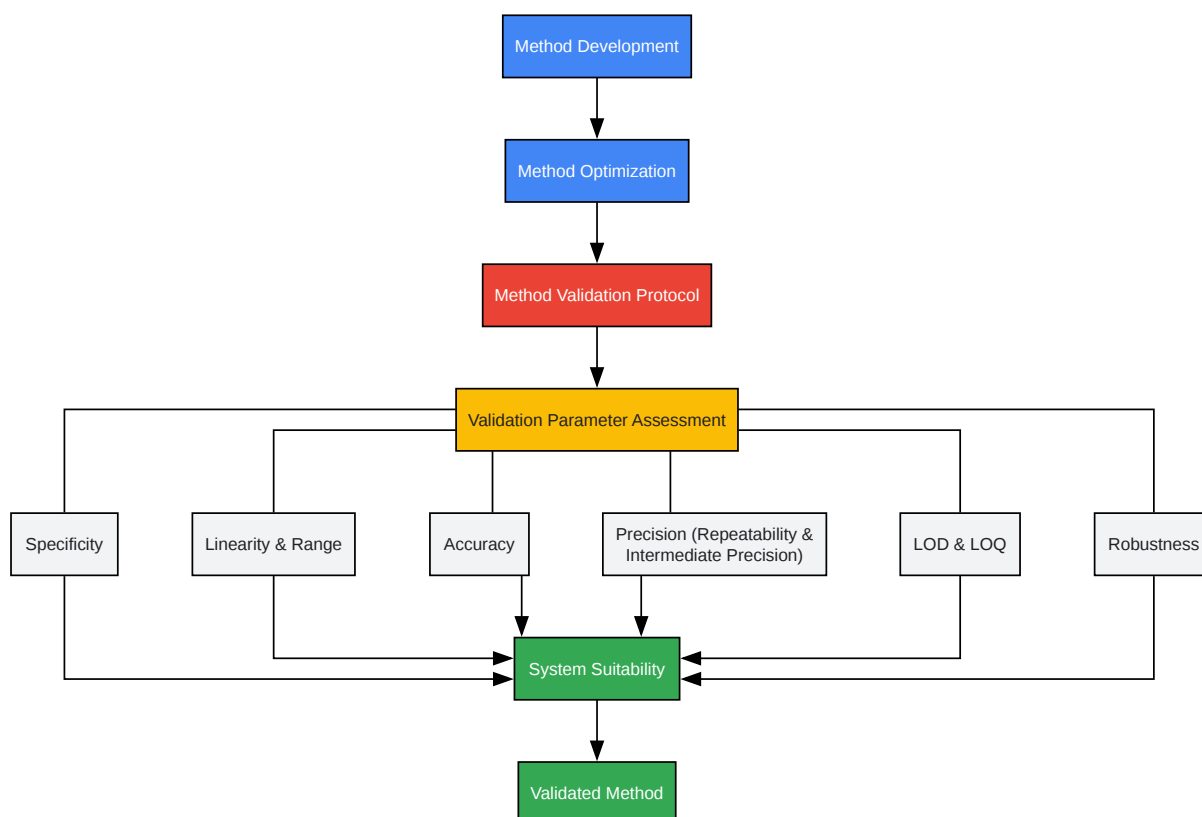 Method Development
Method Optimization
Method Validation Protocol
Validation Parameter Assessment
Specificity
Linearity & Range
Accuracy
Precision (Repeatability &
Intermediate Precision)
LOD & LOQ
Robustness
System Suitability
Validated Method